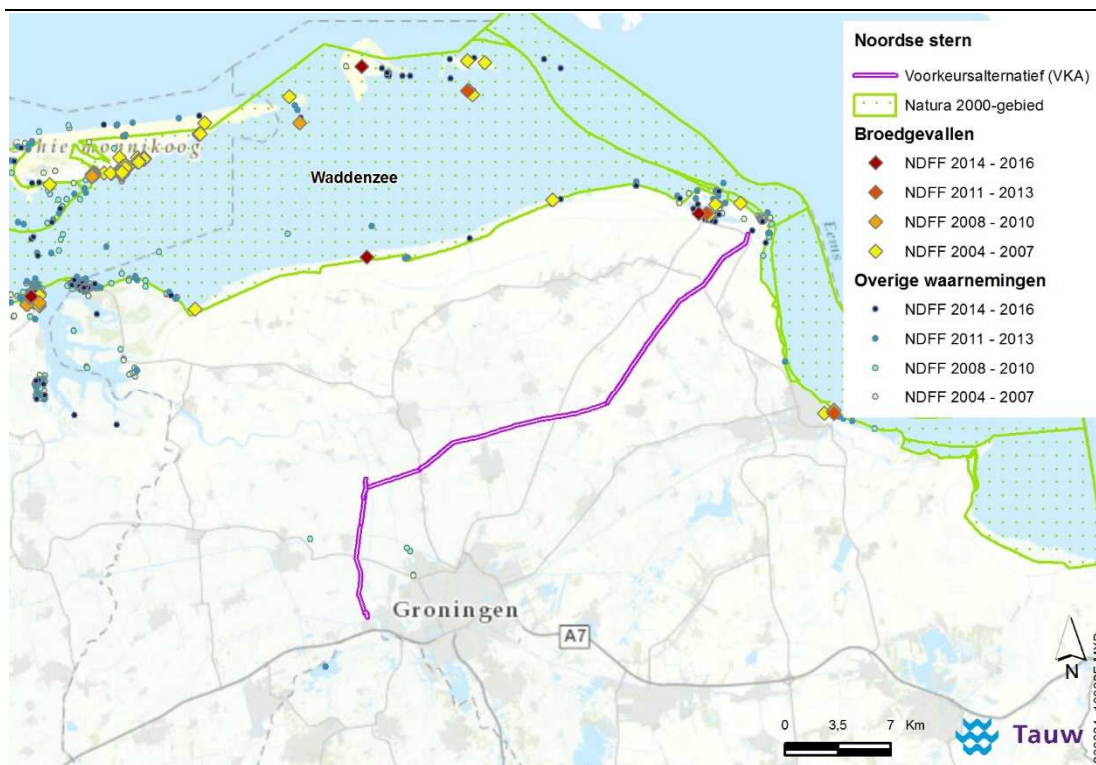 Noordse stern
Voorkeursalternatief (VKA)
Natura 2000-gebied
Broedgevallen
NDFF 2014 - 2016
NDFF 2011 - 2013
NDFF 2008 - 2010
NDFF 2004 - 2007
Overige waarnemingen
NDFF 2014 - 2016
NDFF 2011 - 2013
NDFF 2008 - 2010
NDFF 2004 - 2007
Schiermonnikoog
Waddenzee
Eems
Groningen
A7
N
0 3,5 7 Km
Tauw